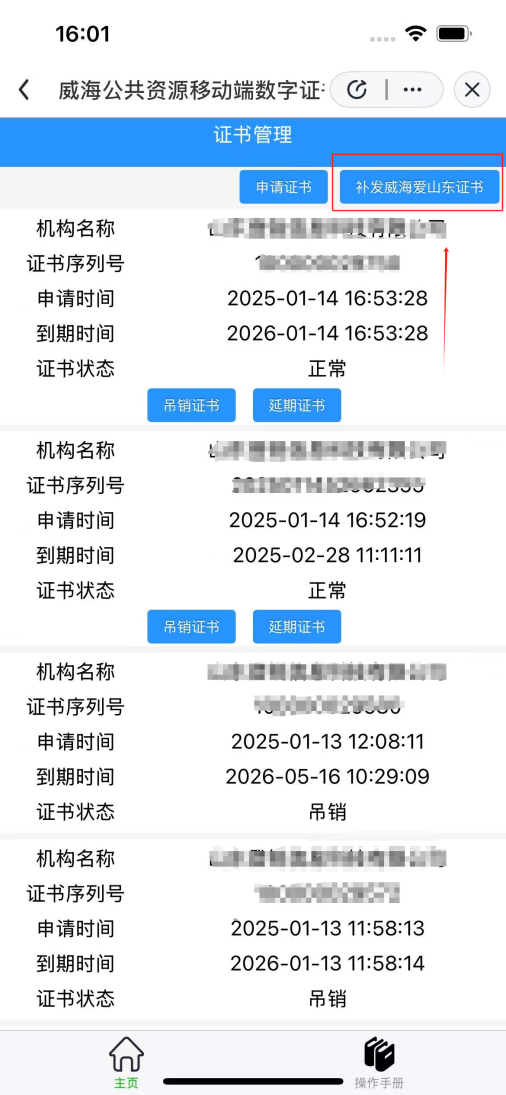 16:01
威海公共资源移动端数字证
证书管理
申请证书 补发威海爱山东证书
机构名称
证书序列号
申请时间 2025-01-14 16:53:28
到期时间 2026-01-14 16:53:28
证书状态 正常
吊销证书 延期证书
机构名称
证书序列号
申请时间 2025-01-14 16:52:19
到期时间 2025-02-28 11:11:11
证书状态 正常
吊销证书 延期证书
机构名称
证书序列号
申请时间 2025-01-13 12:08:11
到期时间 2026-05-16 10:29:09
证书状态 吊销
机构名称
证书序列号
申请时间 2025-01-13 11:58:13
到期时间 2026-01-13 11:58:14
证书状态 吊销
主页 操作手册